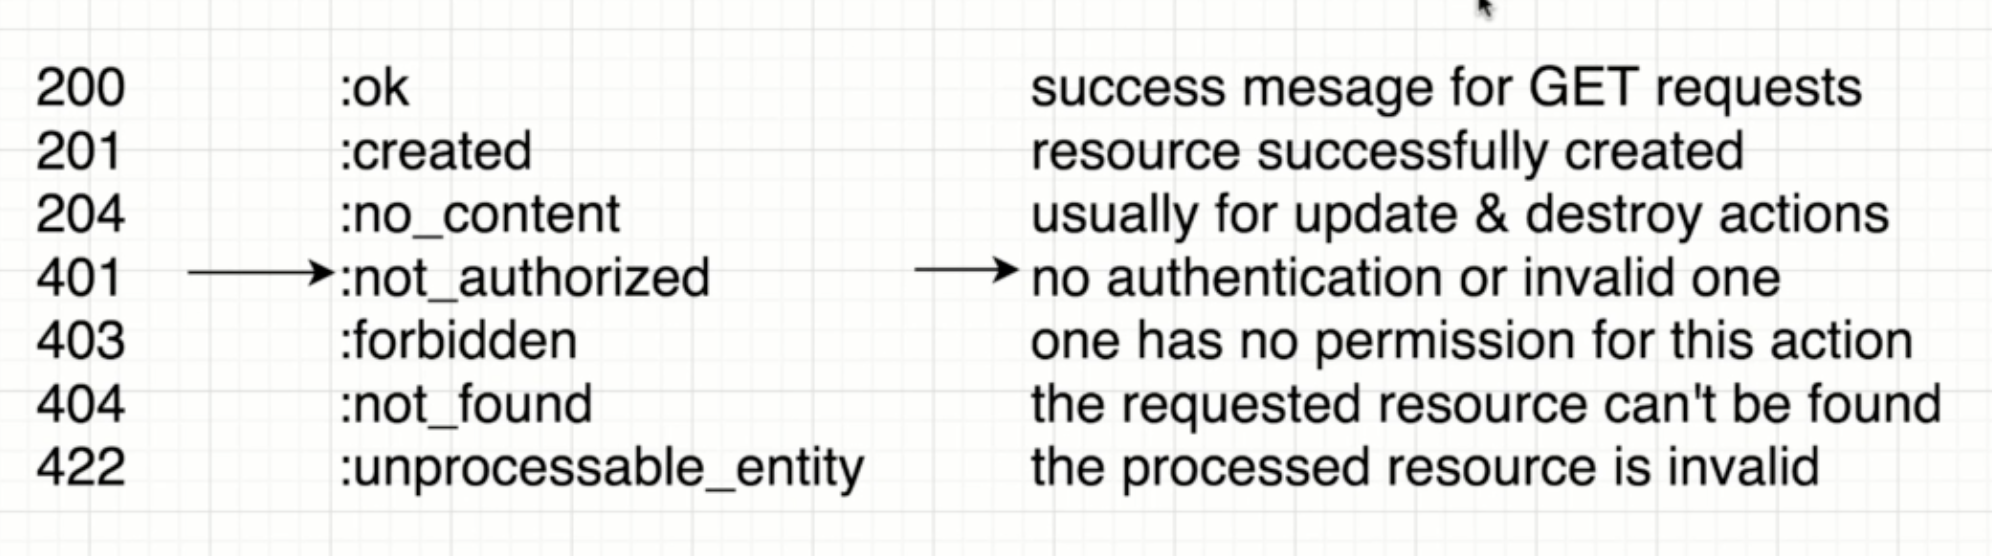 200 :ok success mesage for GET requests
201 :created resource successfully created
204 :no_content usually for update & destroy actions
401 :not_authorized no authentication or invalid one
403 :forbidden one has no permission for this action
404 :not_found the requested resource can't be found
422 :unprocessable_entity the processed resource is invalid